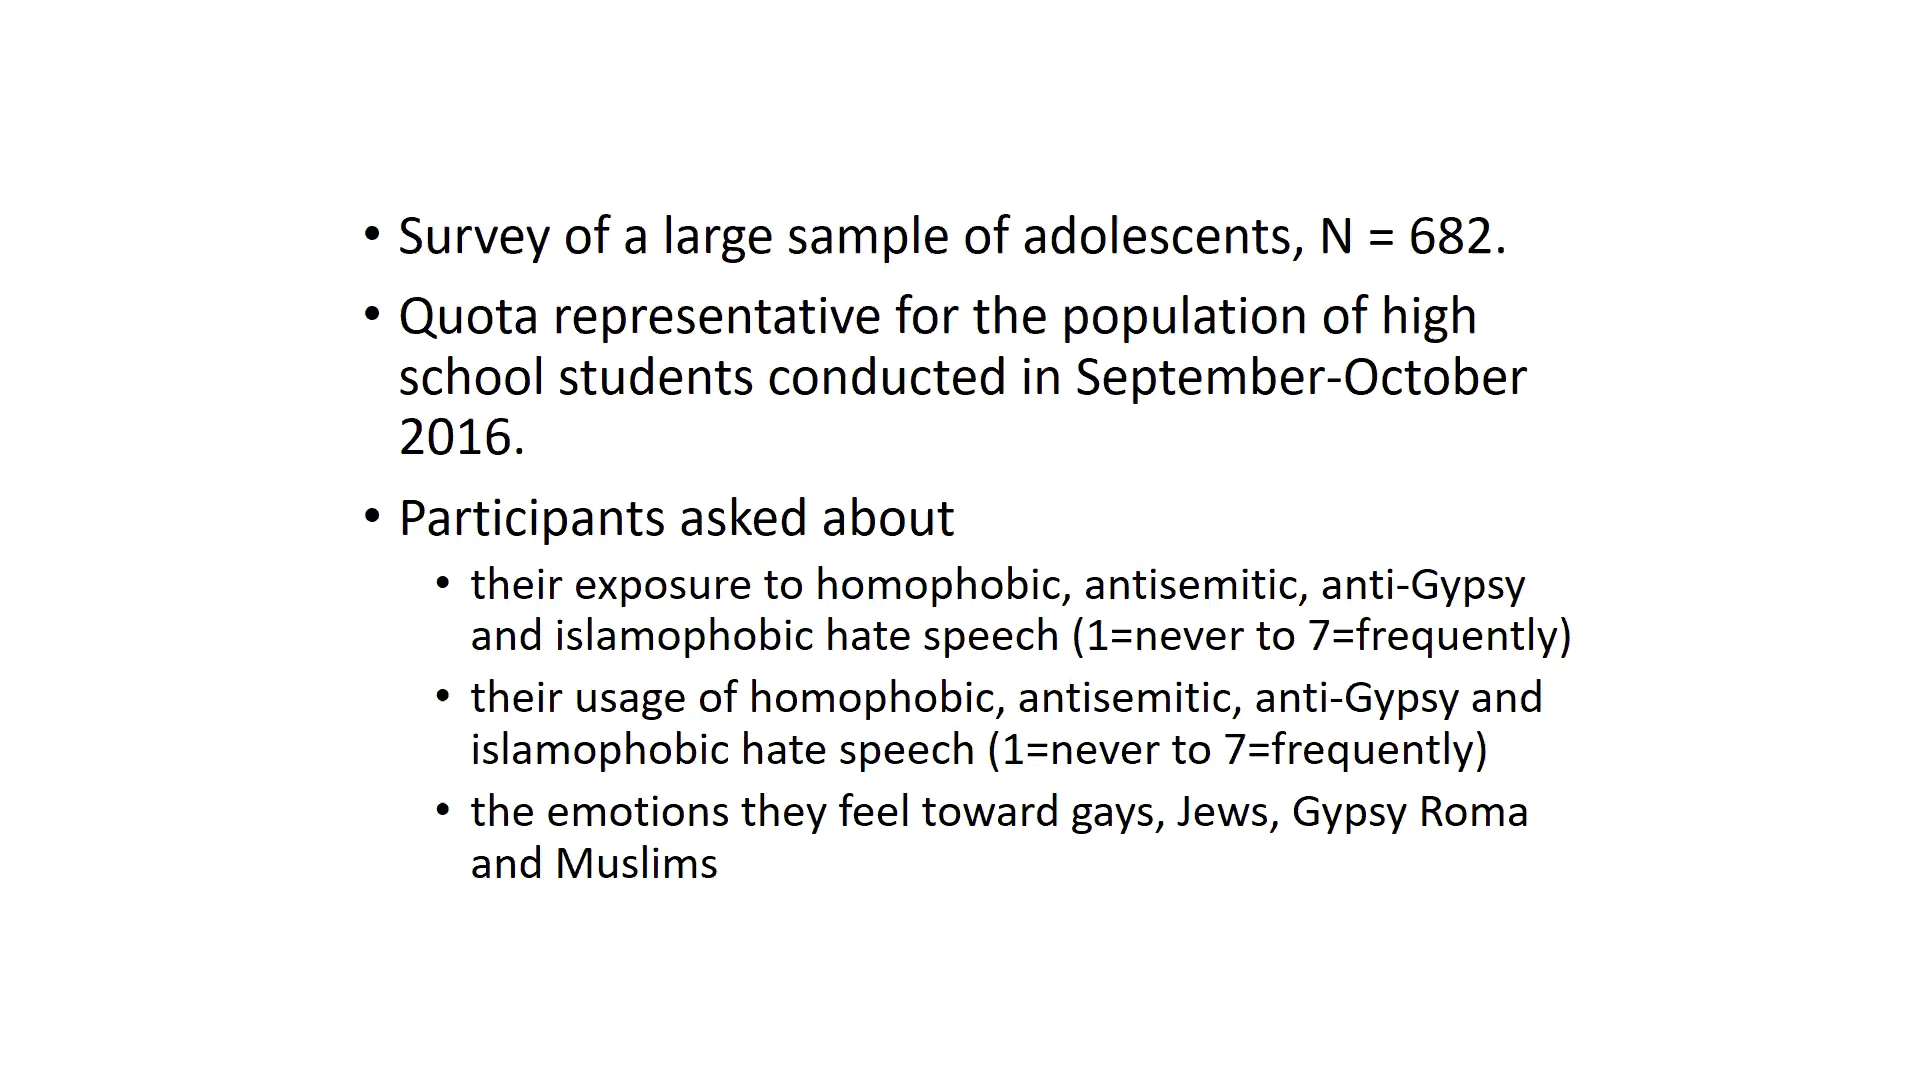 • Survey of a large sample of adolescents, N = 682.
• Quota representative for the population of high
school students conducted in September-October
2016.
• Participants asked about
• their exposure to homophobic, antisemitic, anti-Gypsy
and islamophobic hate speech (1=never to 7=frequently)
• their usage of homophobic, antisemitic, anti-Gypsy and
islamophobic hate speech (1=never to 7=frequently)
• the emotions they feel toward gays, Jews, Gypsy Roma
and Muslims